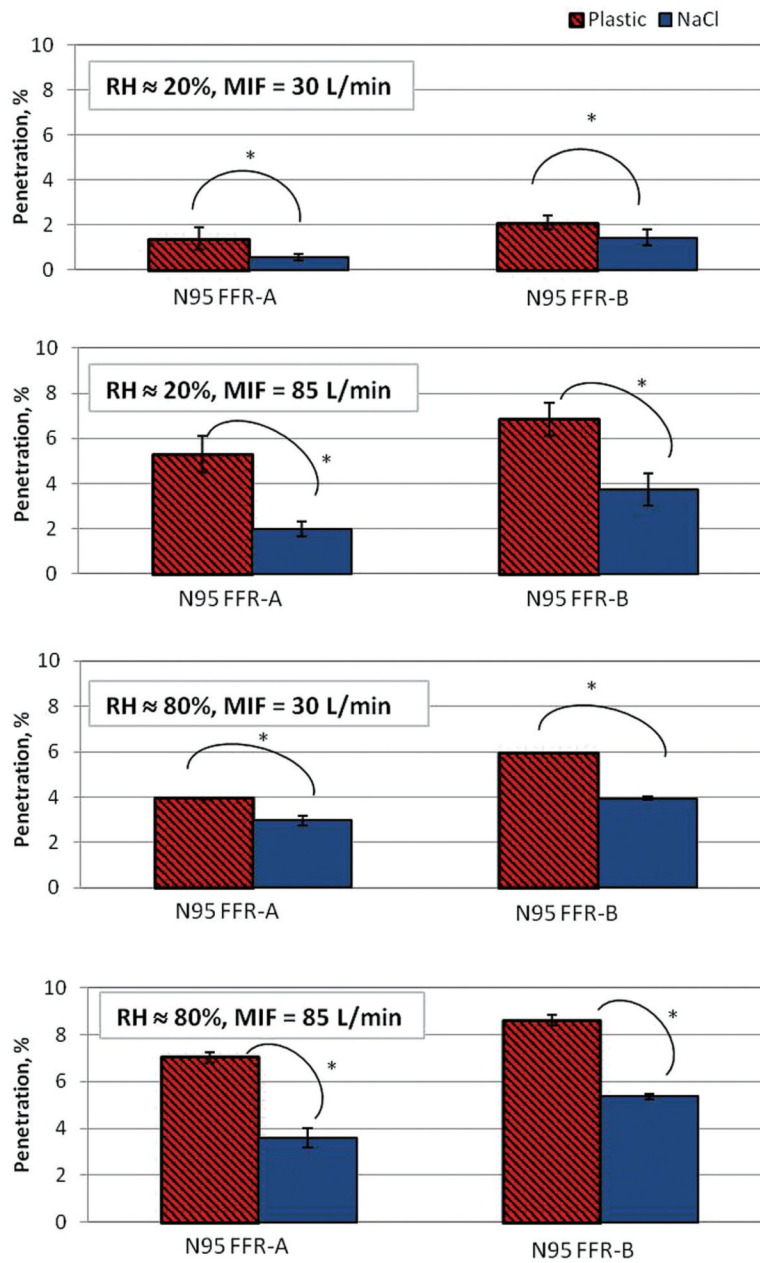 Plastic NaCl
10
8
6
4
2
0
Penetration, %
RH ≈ 20%, MIF = 30 L/min
*
*
N95 FFR-A N95 FFR-B
10
8
6
4
2
0
Penetration, %
RH ≈ 20%, MIF = 85 L/min
*
*
N95 FFR-A N95 FFR-B
10
8
6
4
2
0
Penetration, %
RH ≈ 80%, MIF = 30 L/min
*
*
N95 FFR-A N95 FFR-B
10
8
6
4
2
0
Penetration, %
RH ≈ 80%, MIF = 85 L/min
*
*
N95 FFR-A N95 FFR-B